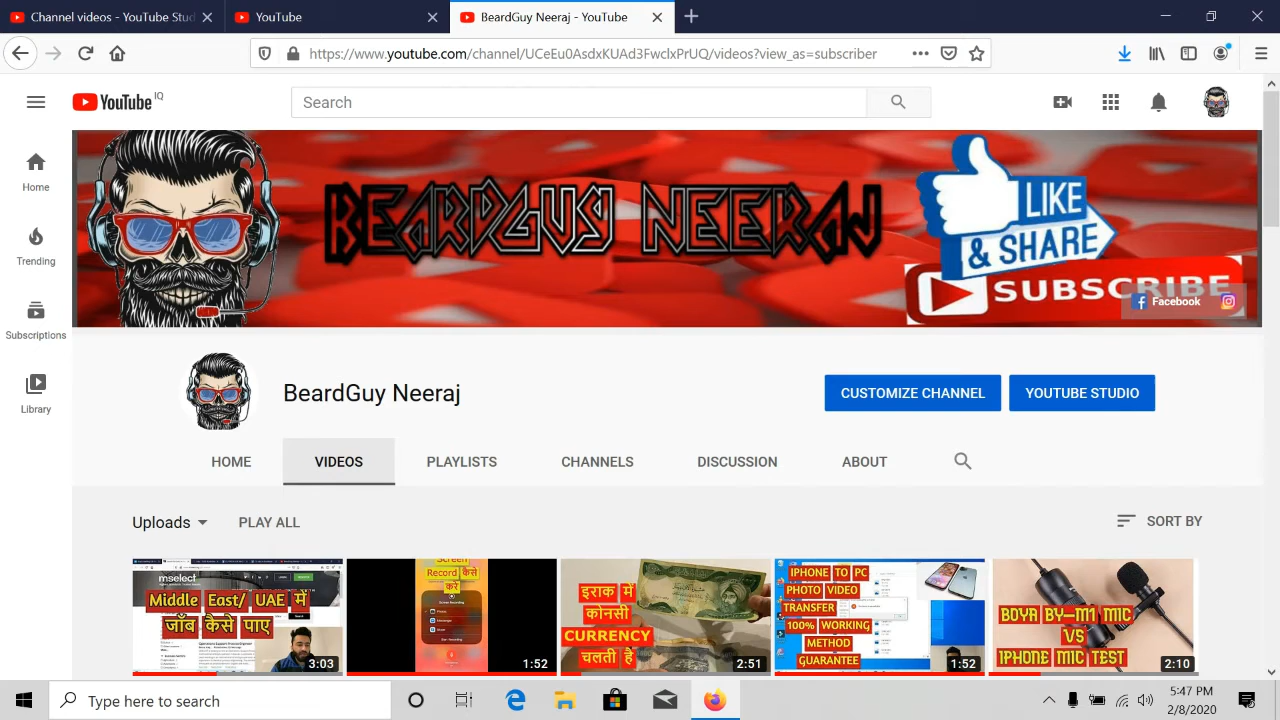 Channel videos - YouTube Stud
YouTube
BeardGuy Neeraj - YouTube
https://www.youtube.com/channel/UCeEu0AsdxKUAd3FwclxPrUQ/videos?view_as=subscriber
YouTube IQ
Search
Home
Trending
Subscriptions
Library
BEARDGUY NEERAJ
LIKE
& SHARE
SUBSCRIBE
Facebook
BeardGuy Neeraj
CUSTOMIZE CHANNEL
YOUTUBE STUDIO
HOME
VIDEOS
PLAYLISTS
CHANNELS
DISCUSSION
ABOUT
Uploads
PLAY ALL
SORT BY
mselect
Middle East/ UAE में
जॉब कैसे पाए
Screen
Record कैसे
करे
1:52
इराक में
कोनसी
CURRENCY
चलती है
2:51
IPHONE TO PC
PHOTO VIDEO
TRANSFER
100% WORKING
METHOD
GUARANTEE
1:52
BOYA BY-M1 MIC
VS
IPHONE MIC TEST
2:10
Type here to search
5:47 PM
2/8/2020